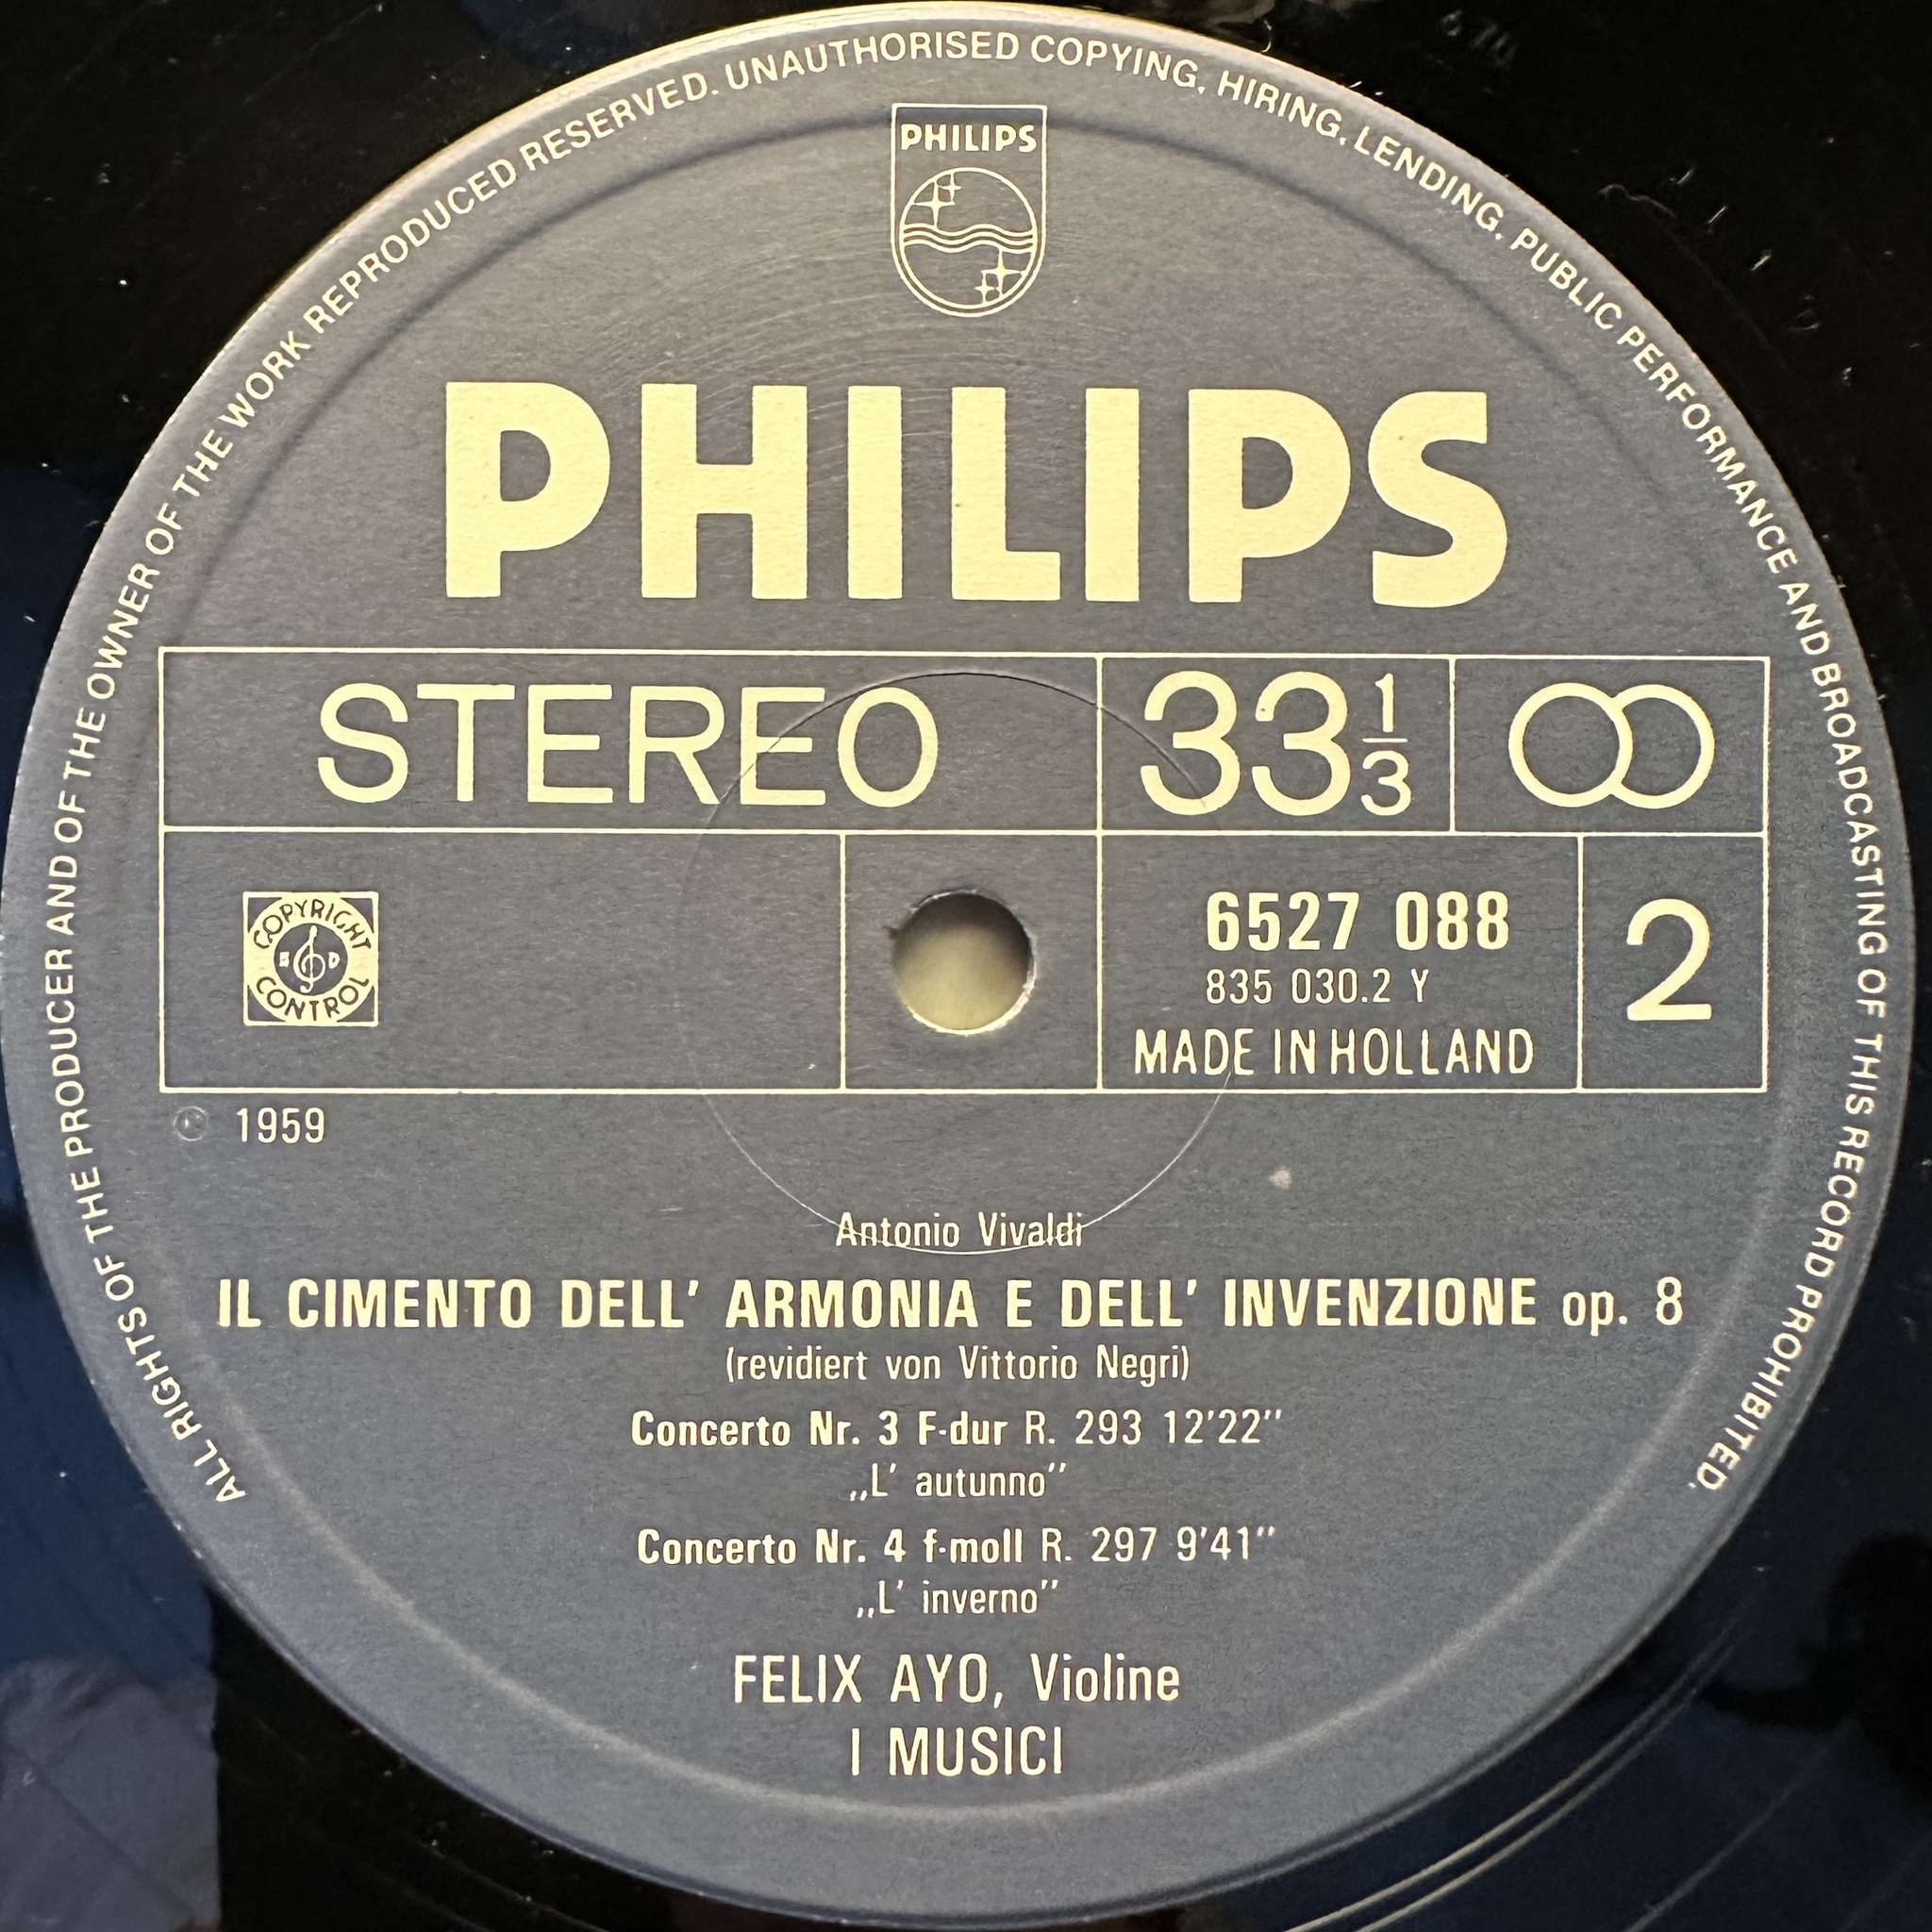 ALL RIGHTS OF THE PRODUCER AND OF THE OWNER OF THE WORK REPRODUCED RESERVED. UNAUTHORISED COPYING, HIRING, LENDING, PUBLIC PERFORMANCE AND BROADCASTING OF THIS RECORD PROHIBITED.
PHILIPS
PHILIPS
STEREO 33 1/3
COPYRIGHT
CONTROL
6527 088
835 030.2 Y
MADE IN HOLLAND
2
℗ 1959
Antonio Vivaldi
IL CIMENTO DELL' ARMONIA E DELL' INVENZIONE op. 8
(revidiert von Vittorio Negri)
Concerto Nr. 3 F-dur R. 293 12'22"
„L' autunno"
Concerto Nr. 4 f-moll R. 297 9'41"
„L' inverno"
FELIX AYO, Violine
I MUSICI